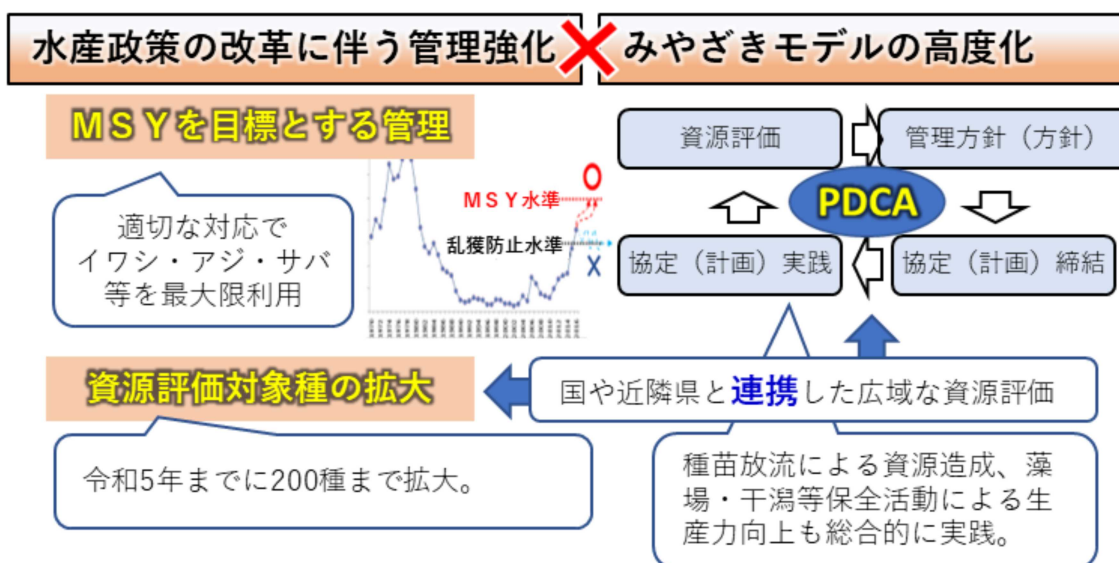 水産政策の改革に伴う管理強化
みやざきモデルの高度化
MSYを目標とする管理
適切な対応で
イワシ・アジ・サバ
等を最大限利用
MSY水準
乱獲防止水準
資源評価
管理方針(方針)
PDCA
協定(計画)実践
協定(計画)締結
資源評価対象種の拡大
国や近隣県と連携した広域な資源評価
令和5年までに200種まで拡大。
種苗放流による資源造成、藻
場・干潟等保全活動による生
産力向上も総合的に実践。